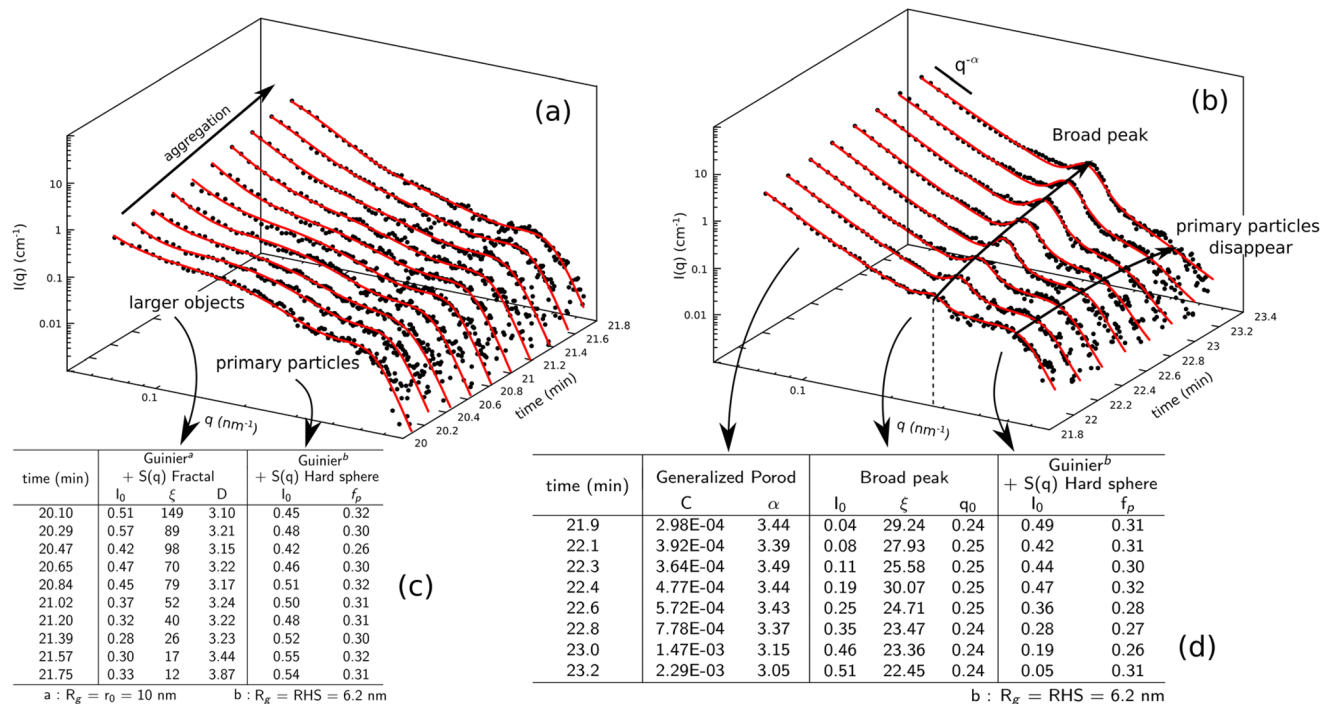 (a)
aggregation
I(q) (cm⁻¹)
10
1
0.1
0.01
larger objects
primary particles
0.1
q (nm⁻¹)
20
20.2
20.4
20.6
20.8
21
21.2
21.4
21.6
21.8
time (min)
(b)
q⁻ᵅ
Broad peak
primary particles
disappear
I(q) (cm⁻¹)
10
1
0.1
0.01
0.1
q (nm⁻¹)
21.8
22
22.2
22.4
22.6
22.8
23
23.2
23.4
time (min)
Guinierᵃ Guinierᵇ
time (min) + S(q) Fractal + S(q) Hard sphere
I₀ ξ D I₀ fₚ
20.10 0.51 149 3.10 0.45 0.32
20.29 0.57 89 3.21 0.48 0.30
20.47 0.42 98 3.15 0.42 0.26
20.65 0.47 70 3.22 0.46 0.30
20.84 0.45 79 3.17 0.51 0.32
21.02 0.37 52 3.24 0.50 0.31
21.20 0.32 40 3.22 0.48 0.31
21.39 0.28 26 3.23 0.52 0.30
21.57 0.30 17 3.44 0.55 0.32
21.75 0.33 12 3.87 0.54 0.31
a : R_g = r₀ = 10 nm b : R_g = RHS = 6.2 nm
(c)
Guinierᵇ
time (min) Generalized Porod Broad peak + S(q) Hard sphere
C α I₀ ξ q₀ I₀ fₚ
21.9 2.98E-04 3.44 0.04 29.24 0.24 0.49 0.31
22.1 3.92E-04 3.39 0.08 27.93 0.25 0.42 0.31
22.3 3.64E-04 3.49 0.11 25.58 0.25 0.44 0.30
22.4 4.77E-04 3.44 0.19 30.07 0.25 0.47 0.32
22.6 5.72E-04 3.43 0.25 24.71 0.25 0.36 0.28
22.8 7.78E-04 3.37 0.35 23.47 0.24 0.28 0.27
23.0 1.47E-03 3.15 0.46 23.36 0.24 0.19 0.26
23.2 2.29E-03 3.05 0.51 22.45 0.24 0.05 0.31
(d)
b : R_g = RHS = 6.2 nm